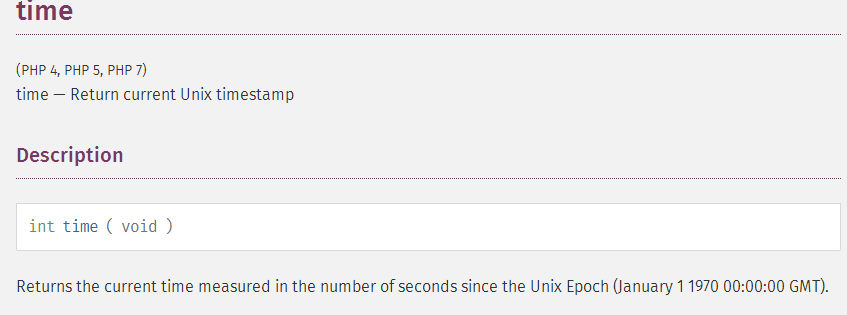 time
(PHP 4, PHP 5, PHP 7)
time — Return current Unix timestamp
Description
int time ( void )
Returns the current time measured in the number of seconds since the Unix Epoch (January 1 1970 00:00:00 GMT).